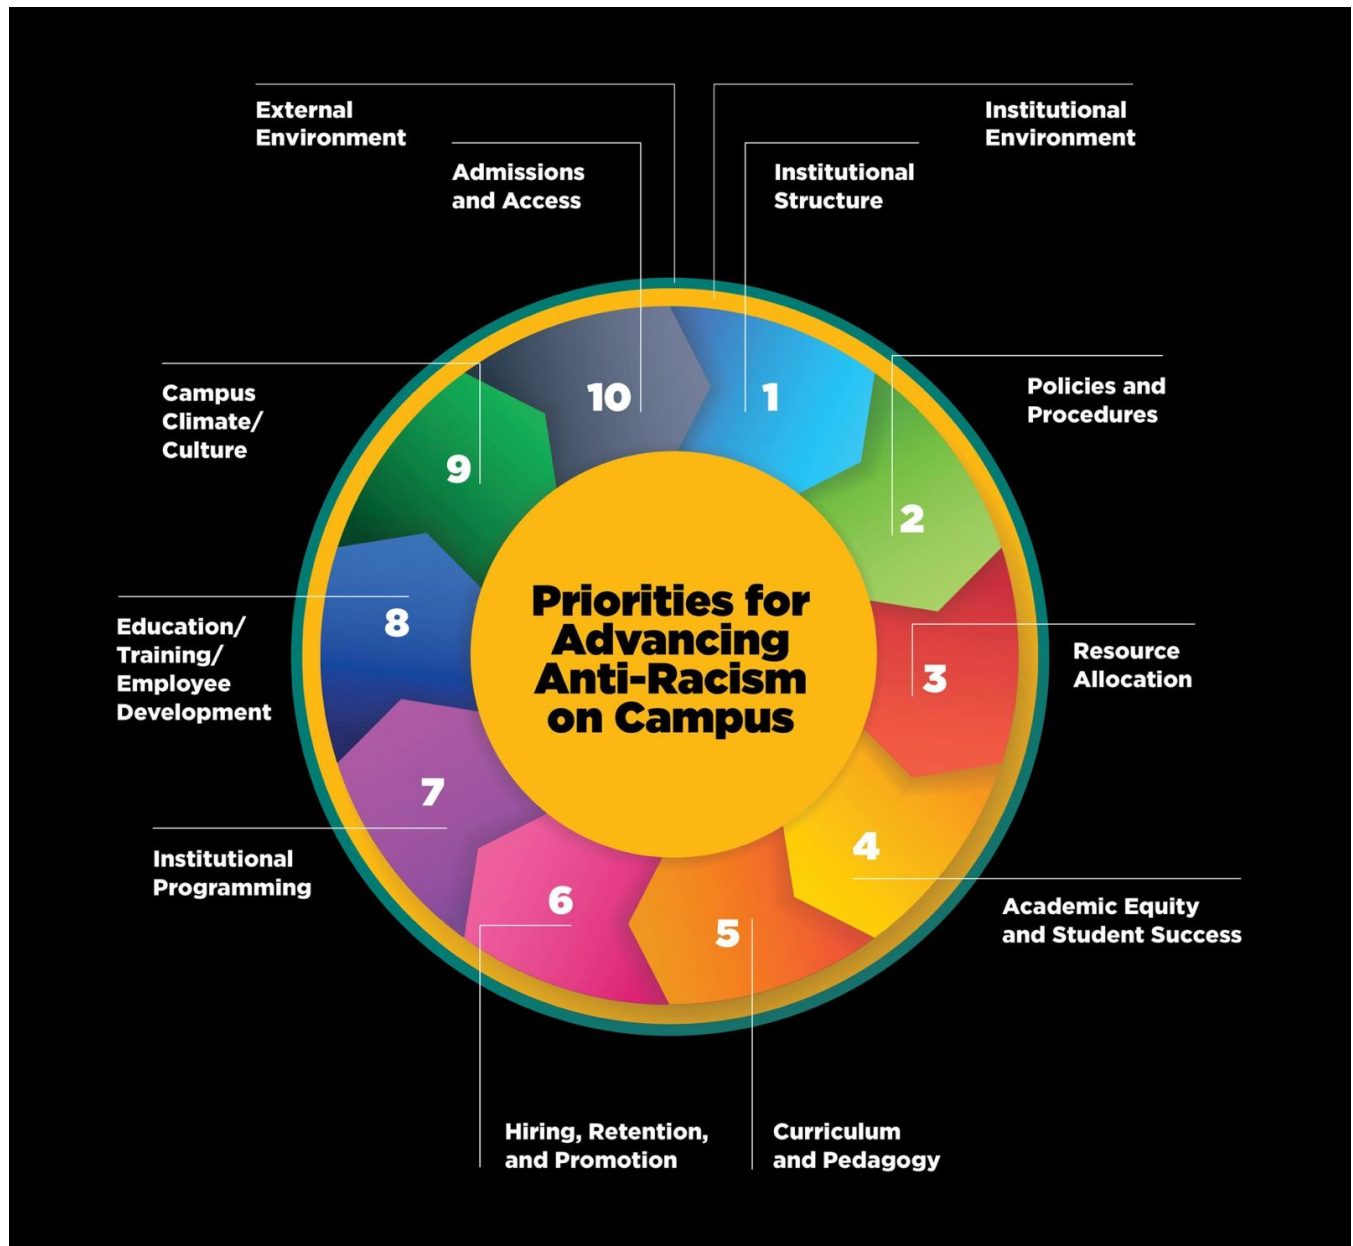 External
Environment
Institutional
Environment
Admissions
and Access
Institutional
Structure
Campus
Climate/
Culture
Policies and
Procedures
10
1
9
2
Priorities for
Advancing
Anti-Racism
on Campus
Education/
Training/
Employee
Development
8
Resource
Allocation
3
7
4
Institutional
Programming
6
5
Academic Equity
and Student Success
Hiring, Retention,
and Promotion
Curriculum
and Pedagogy